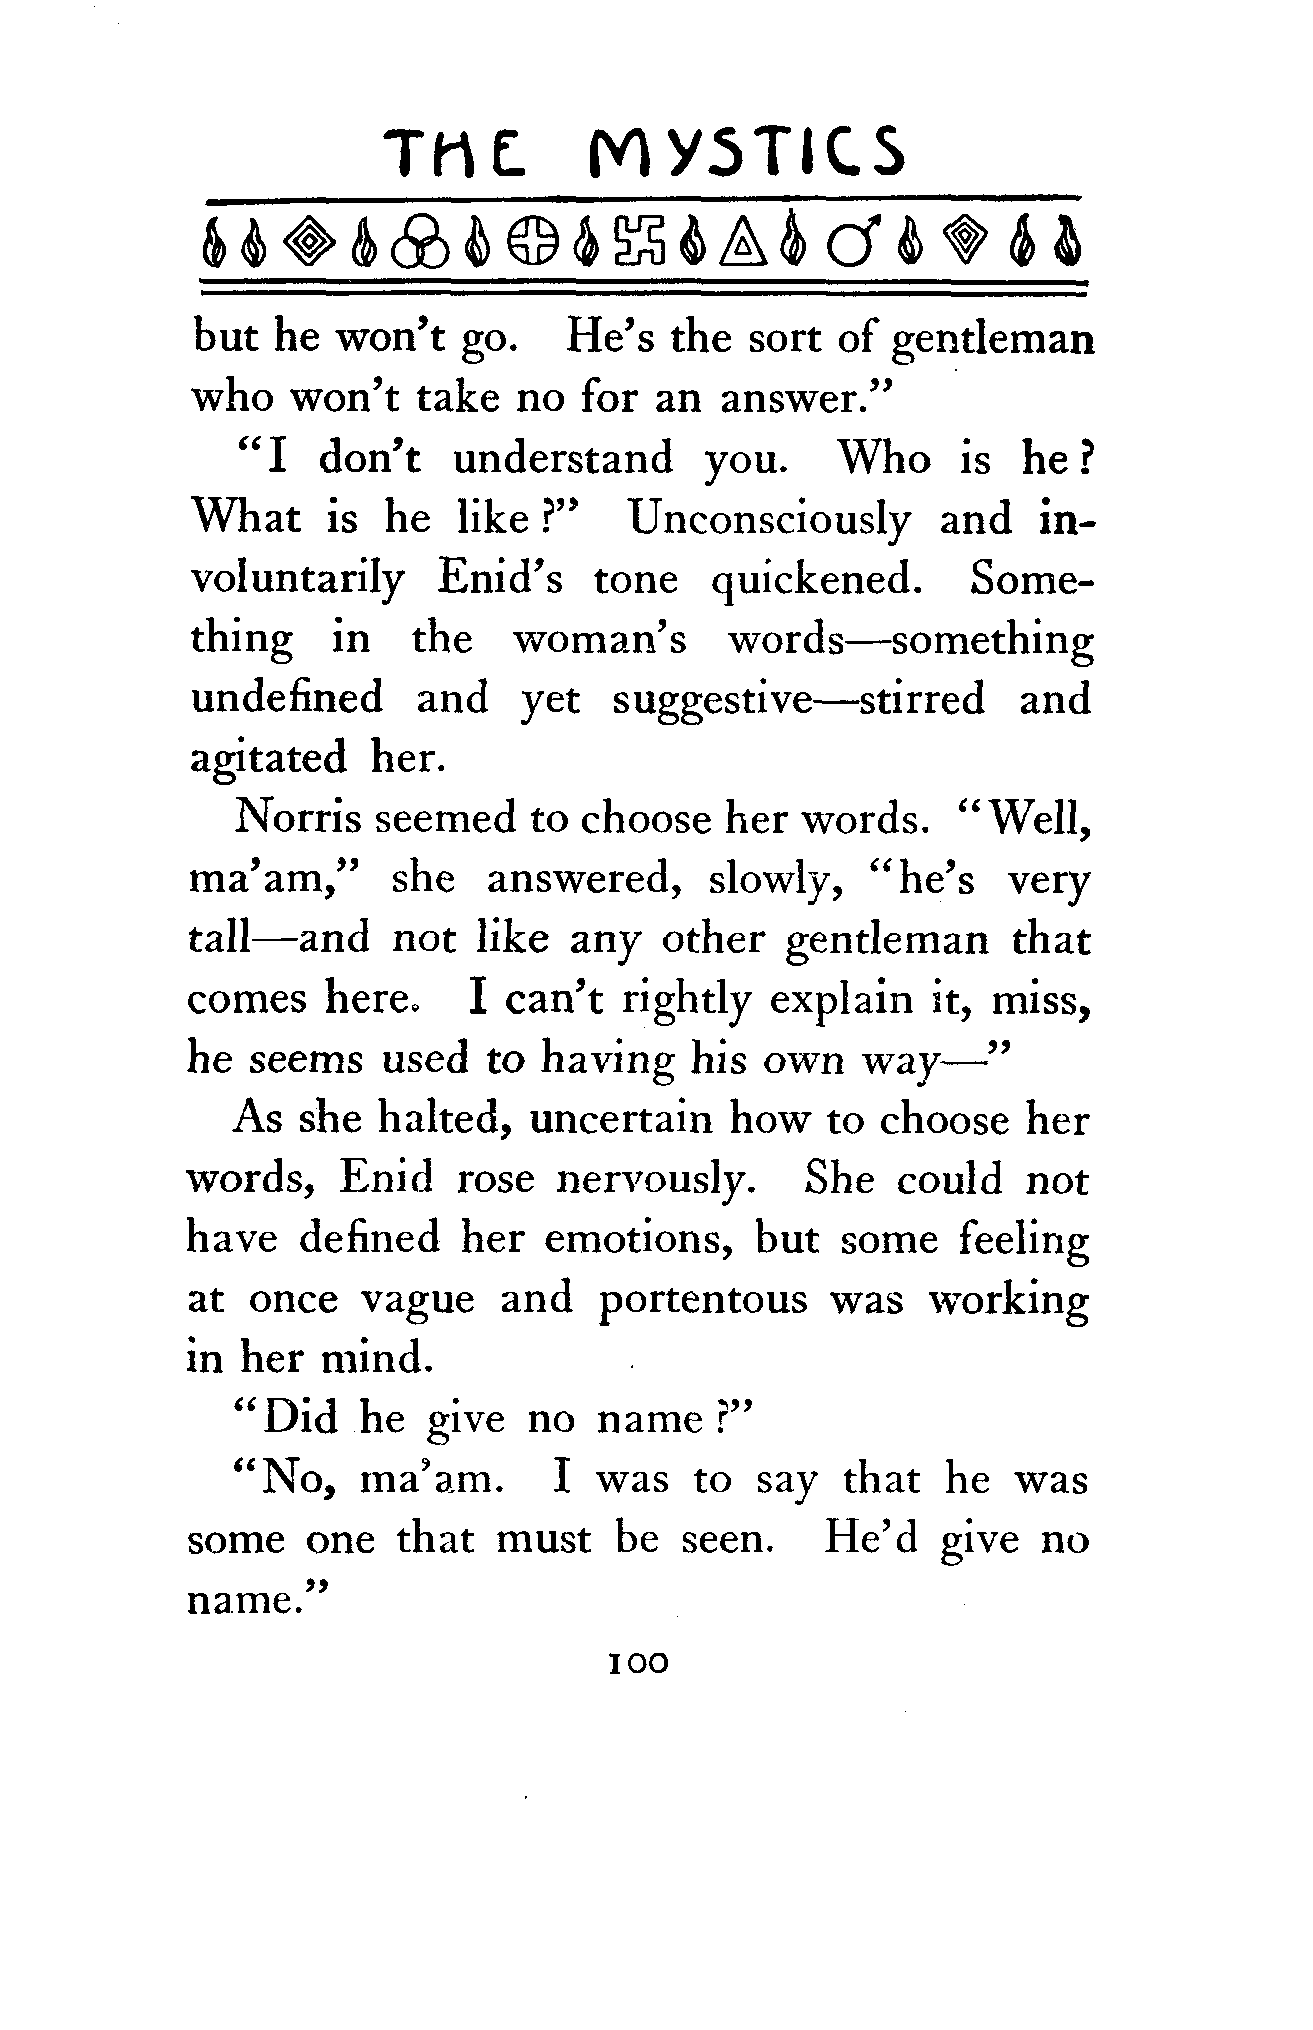 THE MYSTICS
but he won't go. He's the sort of gentleman
who won't take no for an answer."
"I don't understand you. Who is he?
What is he like?" Unconsciously and in-
voluntarily Enid's tone quickened. Some-
thing in the woman's words—something
undefined and yet suggestive—stirred and
agitated her.
Norris seemed to choose her words. "Well,
ma'am," she answered, slowly, "he's very
tall—and not like any other gentleman that
comes here. I can't rightly explain it, miss,
he seems used to having his own way—"
As she halted, uncertain how to choose her
words, Enid rose nervously. She could not
have defined her emotions, but some feeling
at once vague and portentous was working
in her mind.
"Did he give no name?"
"No, ma'am. I was to say that he was
some one that must be seen. He'd give no
name."
100